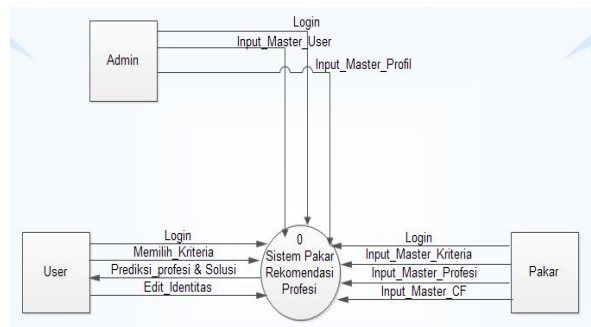 Login
Input_Master_User
Admin
Input_Master_Profil
Login
Memilih_Kriteria
User
Prediksi_profesi & Solusi
Edit_Identitas
0
Sistem Pakar
Rekomendasi
Profesi
Login
Input_Master_Kriteria
Input_Master_Profesi
Pakar
Input_Master_CF